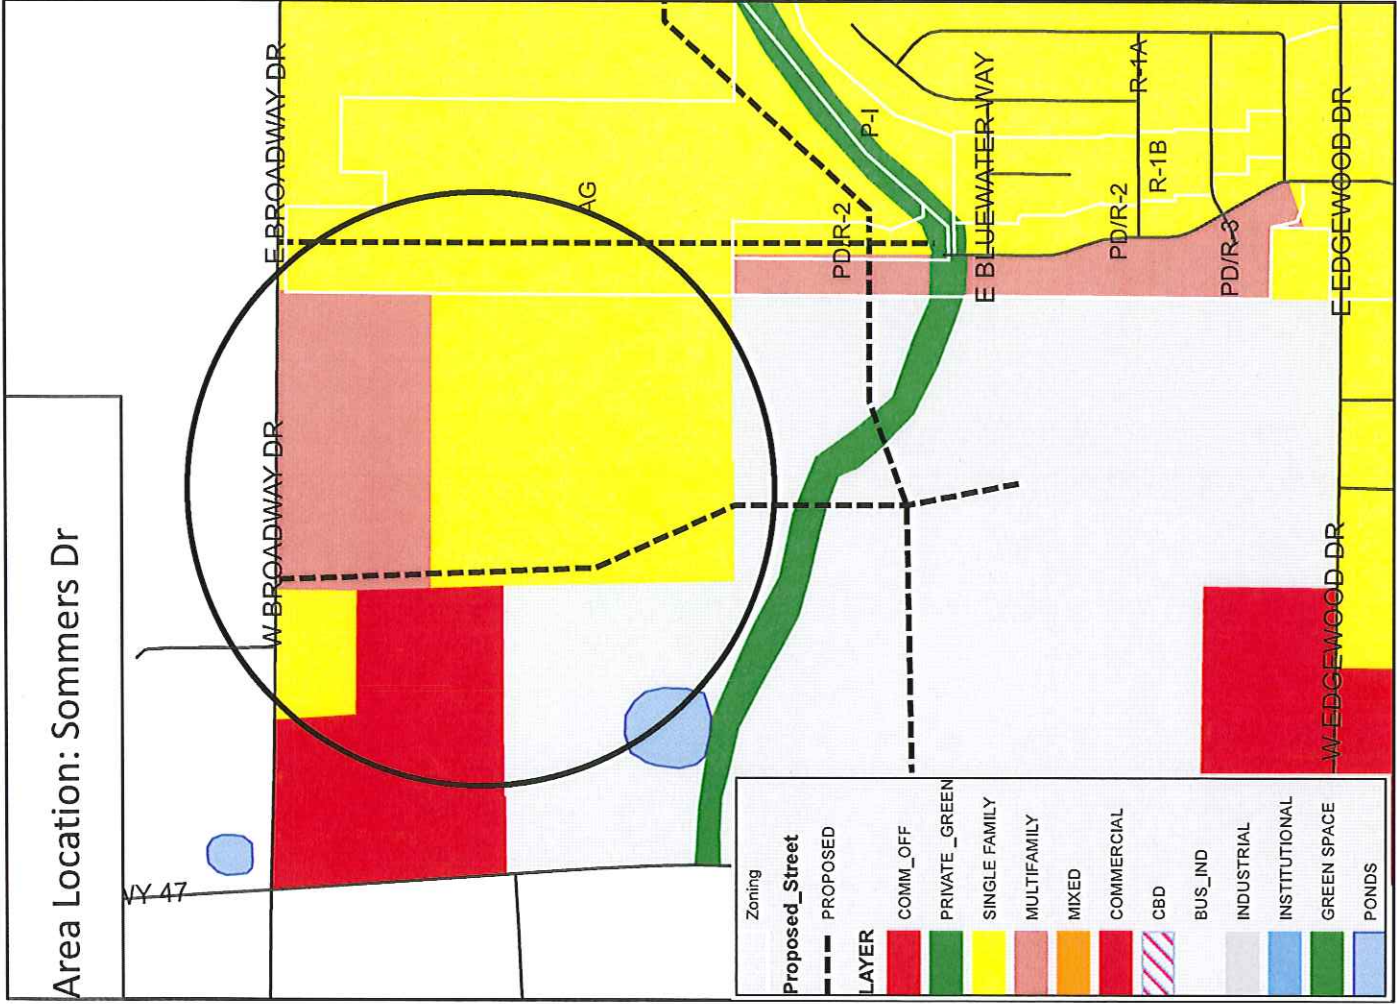 Area Location: Sommers Dr
VY 47
W BROADWAY DR
E BROADWAY DR
AG
PD/R-2
P-I
E BLUEWATER WAY
PD/R-2
R-1B
R-1A
PD/R-3
W EDGEWOOD DR
E EDGEWOOD DR
Zoning
Proposed_Street
PROPOSED
LAYER
COMM_OFF
PRIVATE_GREEN
SINGLE FAMILY
MULTIFAMILY
MIXED
COMMERCIAL
CBD
BUS_IND
INDUSTRIAL
INSTITUTIONAL
GREEN SPACE
PONDS